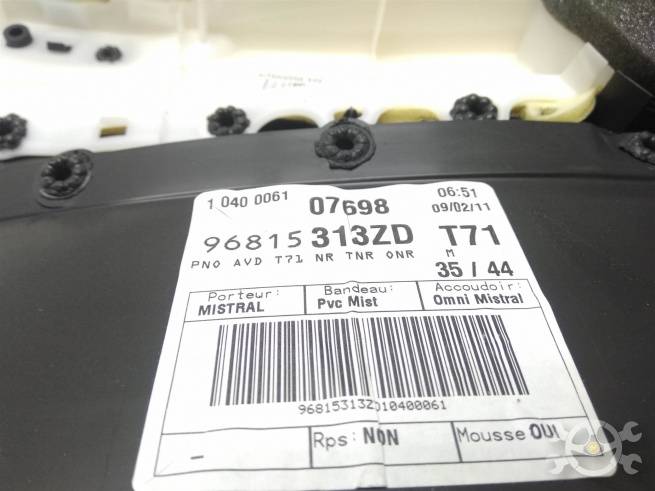 1 040 0061 07698 06:51
09/02/11
96815 313ZD T71
PNO AVD T71 NR TNR ONR M
35 / 44
Porteur: Bandeau: Accoudoir:
MISTRAL Pvc Mist Omni Mistral
96815313ZD10400061
- Rps: NON Mousse OUI